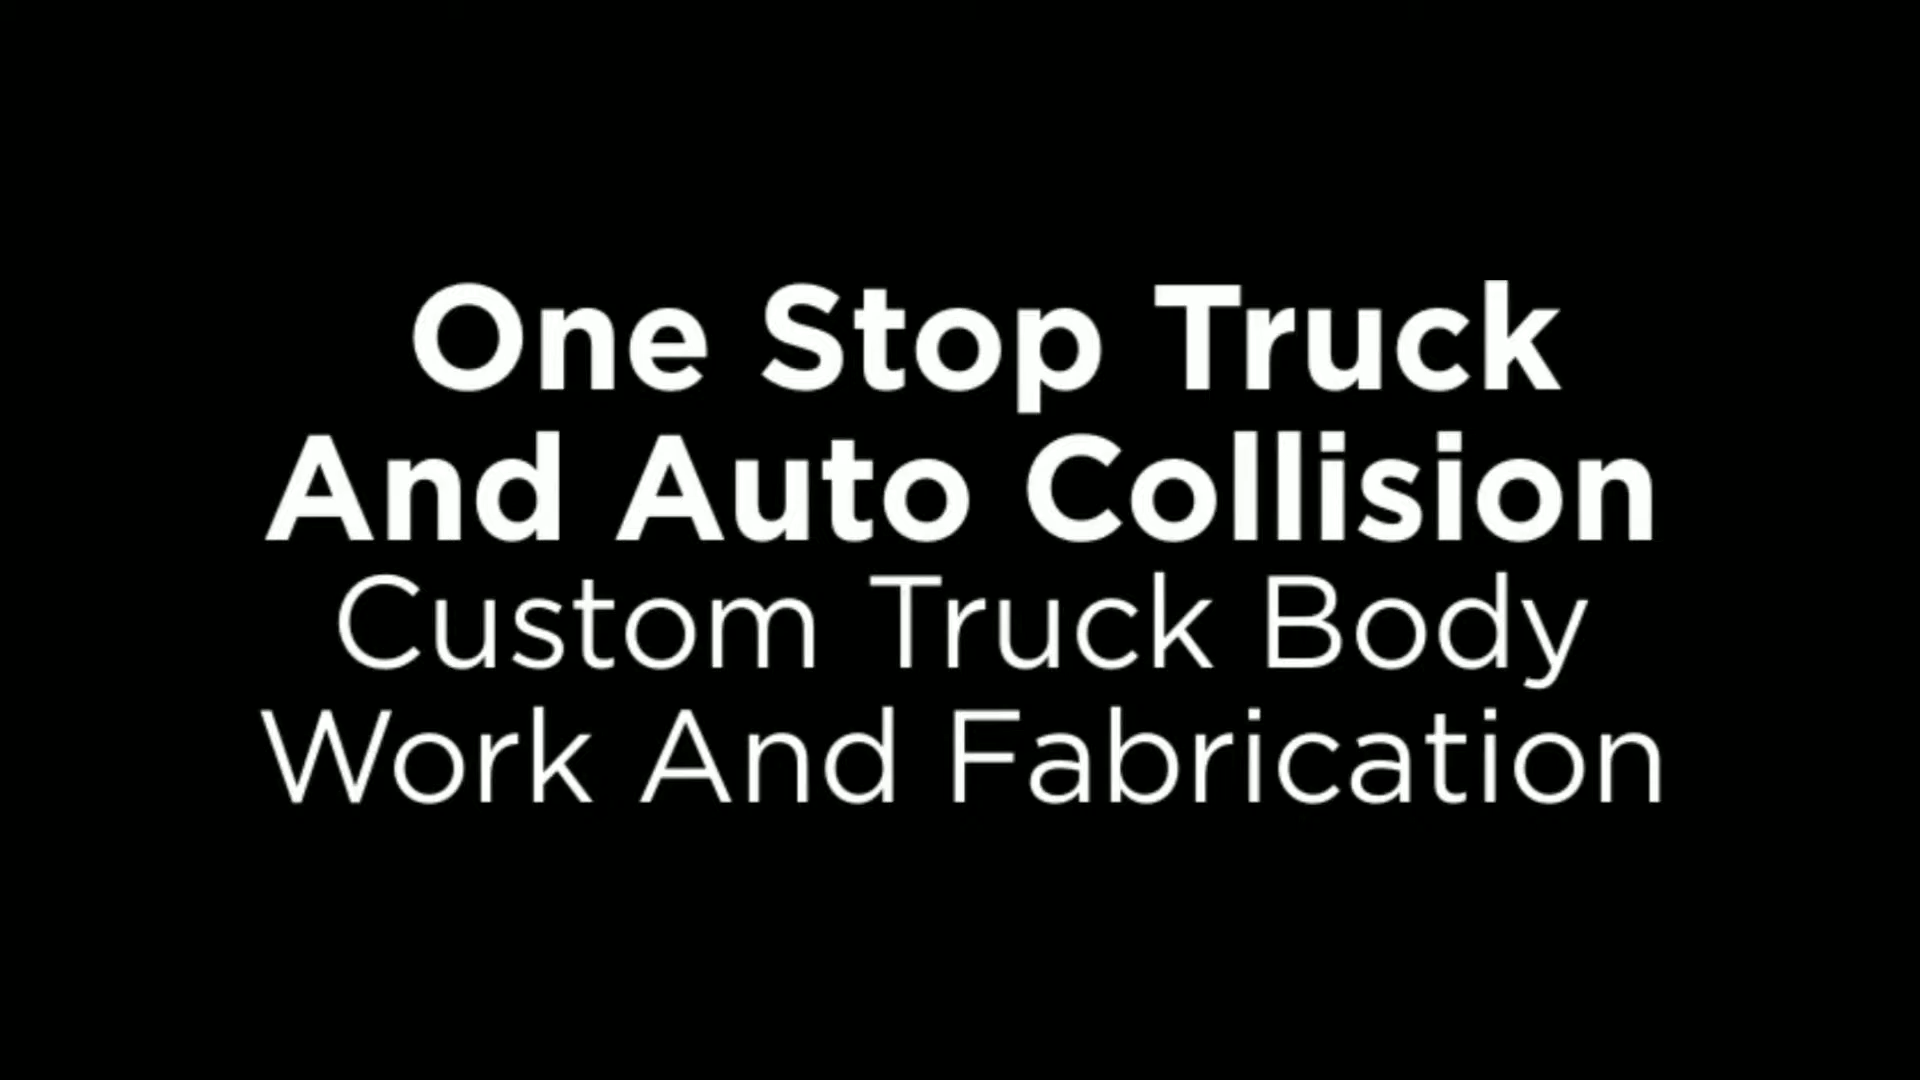 One Stop Truck
And Auto Collision
Custom Truck Body
Work And Fabrication